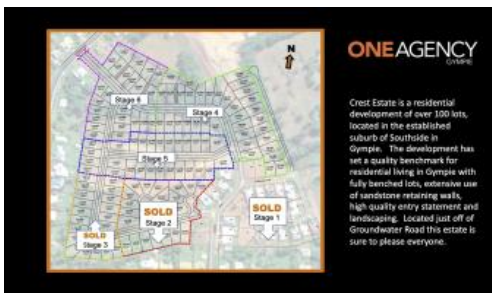 ONEAGENCY
GYMPIE
N
Stage 6
Stage 4
Stage 5
SOLD
Stage 2
SOLD
Stage 1
SOLD
Stage 3
Crest Estate is a residential
development of over 100 lots,
located in the established
suburb of Southside in
Gympie. The development has
set a quality benchmark for
residential living in Gympie with
fully benched lots, extensive use
of sandstone retaining walls,
high quality entry statement and
landscaping. Located just off of
Groundwater Road this estate is
sure to please everyone.